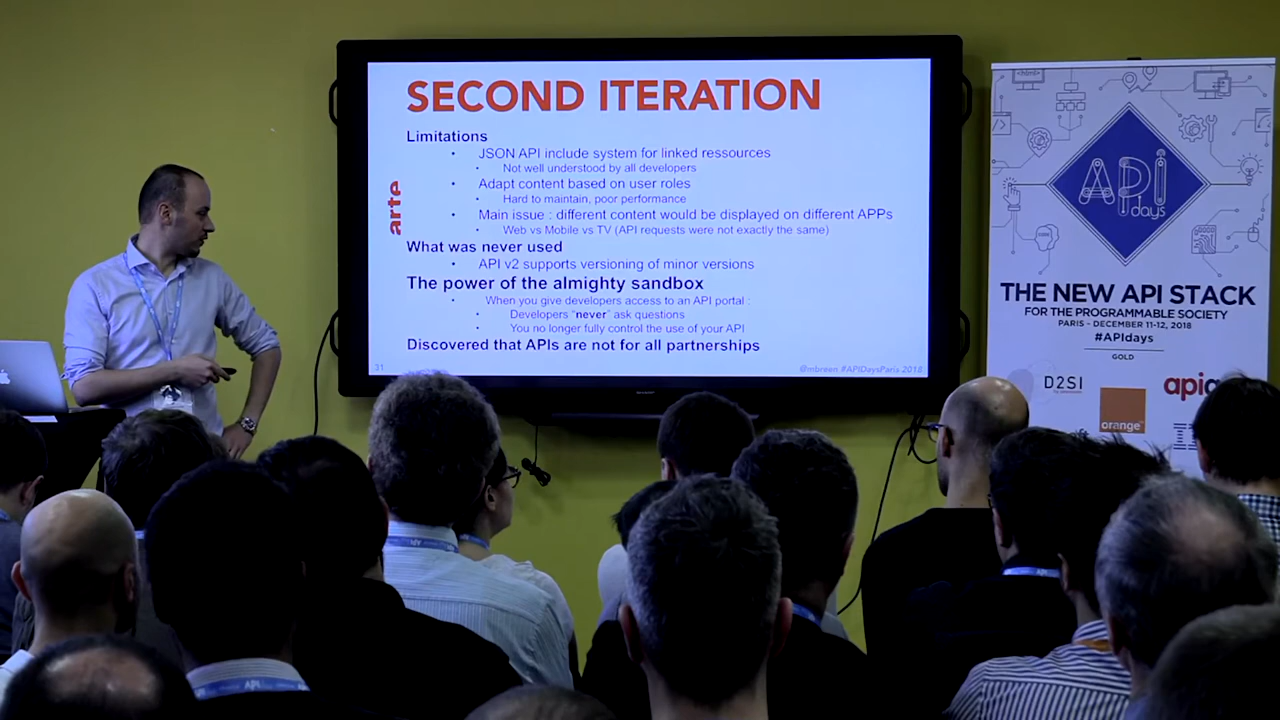 SECOND ITERATION
Limitations
• JSON API include system for linked ressources
• Not well understood by all developers
• Adapt content based on user roles
• Hard to maintain, poor performance
• Main issue : different content would be displayed on different APPs
• Web vs Mobile vs TV (API requests were not exactly the same)
What was never used
• API v2 supports versioning of minor versions
The power of the almighty sandbox
• When you give developers access to an API portal :
• Developers "never" ask questions
• You no longer fully control the use of your API
Discovered that APIs are not for all partnerships
31
@mbreen #APIDaysParis 2018
arte
API
days
THE NEW API STACK
FOR THE PROGRAMMABLE SOCIETY
PARIS - DECEMBER 11-12, 2018
#APIdays
GOLD
D2SI
orange